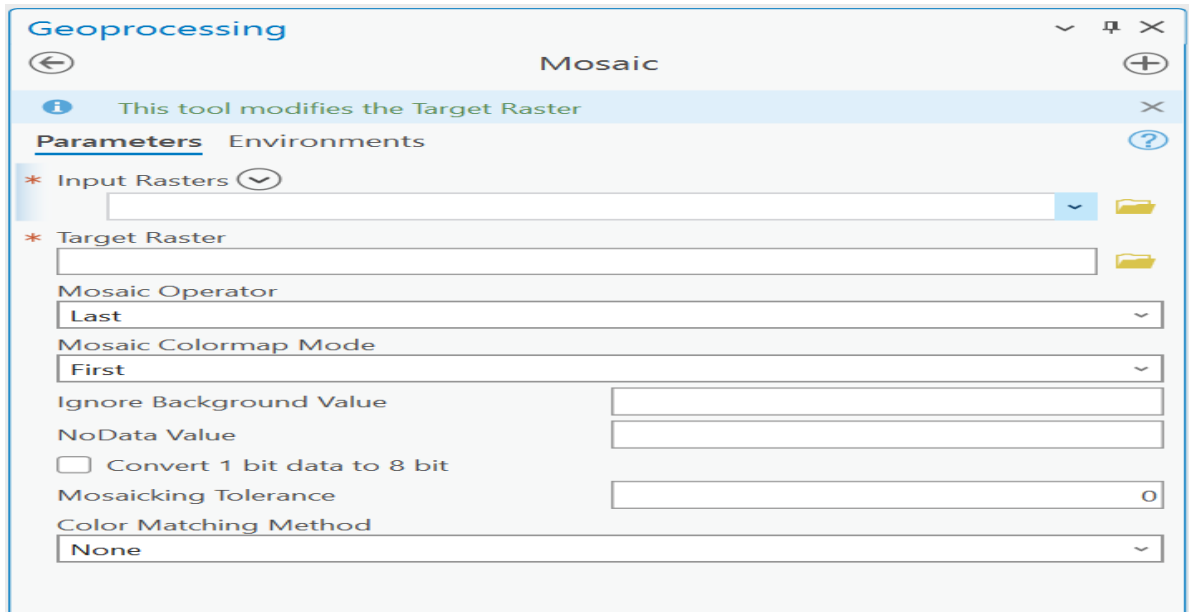 Geoprocessing
Mosaic
This tool modifies the Target Raster
Parameters Environments
* Input Rasters
* Target Raster
Mosaic Operator
Last
Mosaic Colormap Mode
First
Ignore Background Value
NoData Value
Convert 1 bit data to 8 bit
Mosaicking Tolerance 0
Color Matching Method
None